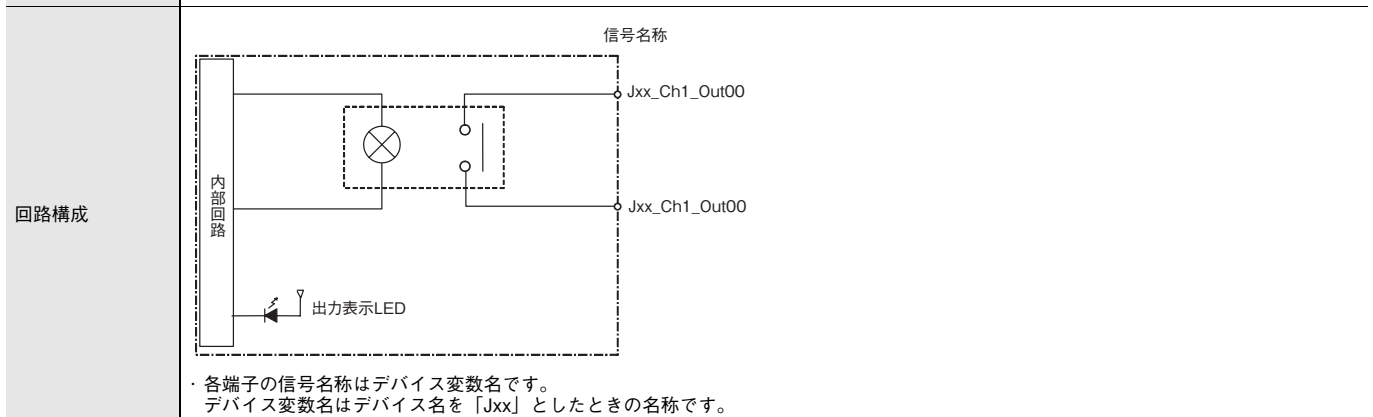 信号名称
Jxx_Ch1_Out00
内部回路
回路構成
Jxx_Ch1_Out00
出力表示LED
・各端子の信号名称はデバイス変数名です。
デバイス変数名はデバイス名を「Jxx」としたときの名称です。